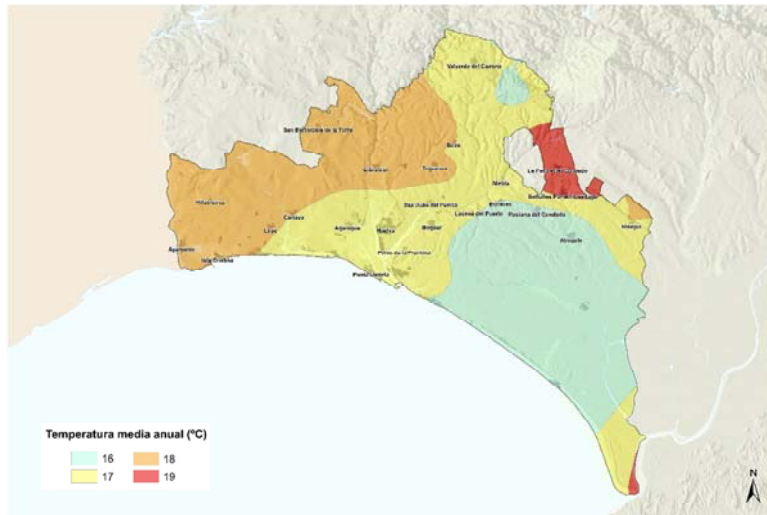 Valverde del Camino
San Bartolomé de la Torre
Beas
Gibraleón
Trigueros
Niebla
La Palma del Condado
Villablanca
San Juan del Puerto
Bonares
Cartaya
Lucena del Puerto
Rociana del Condado
Lepe
Aljaraque
Huelva
Moguer
Hinojos
Almonte
Ayamonte
Palos de la Frontera
Isla Cristina
Punta Umbría
Temperatura media anual (ºC)
16
18
17
19
N